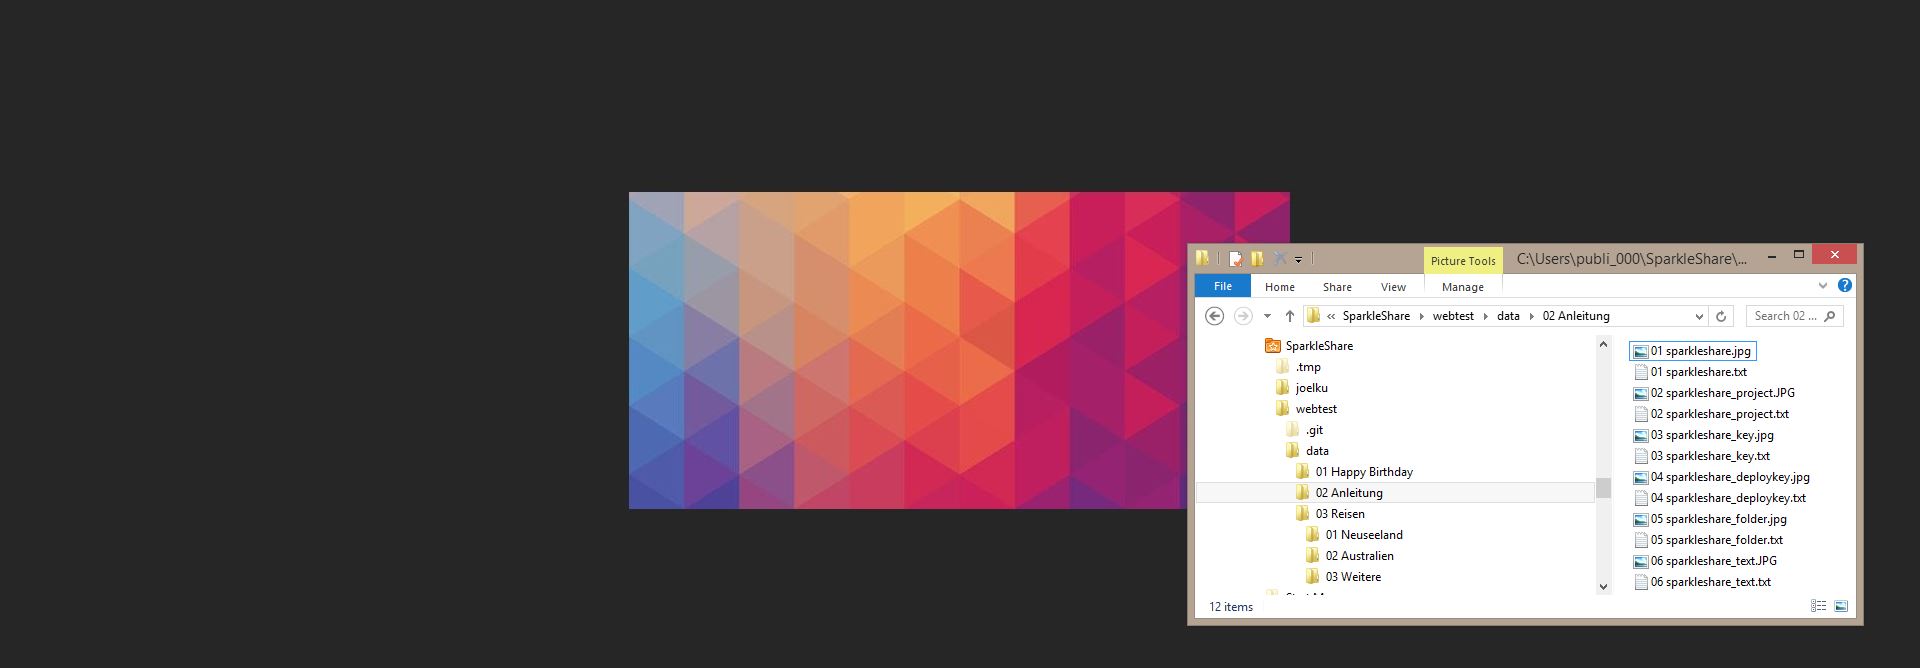 Picture Tools
C:\Users\publi_000\SparkleShare\...
File Home Share View Manage
« SparkleShare webtest data 02 Anleitung
Search 02 ...
SparkleShare
.tmp
joelku
webtest
.git
data
01 Happy Birthday
02 Anleitung
03 Reisen
01 Neuseeland
02 Australien
03 Weitere
01 sparkleshare.jpg
01 sparkleshare.txt
02 sparkleshare_project.JPG
02 sparkleshare_project.txt
03 sparkleshare_key.jpg
03 sparkleshare_key.txt
04 sparkleshare_deploykey.jpg
04 sparkleshare_deploykey.txt
05 sparkleshare_folder.jpg
05 sparkleshare_folder.txt
06 sparkleshare_text.JPG
06 sparkleshare_text.txt
12 items